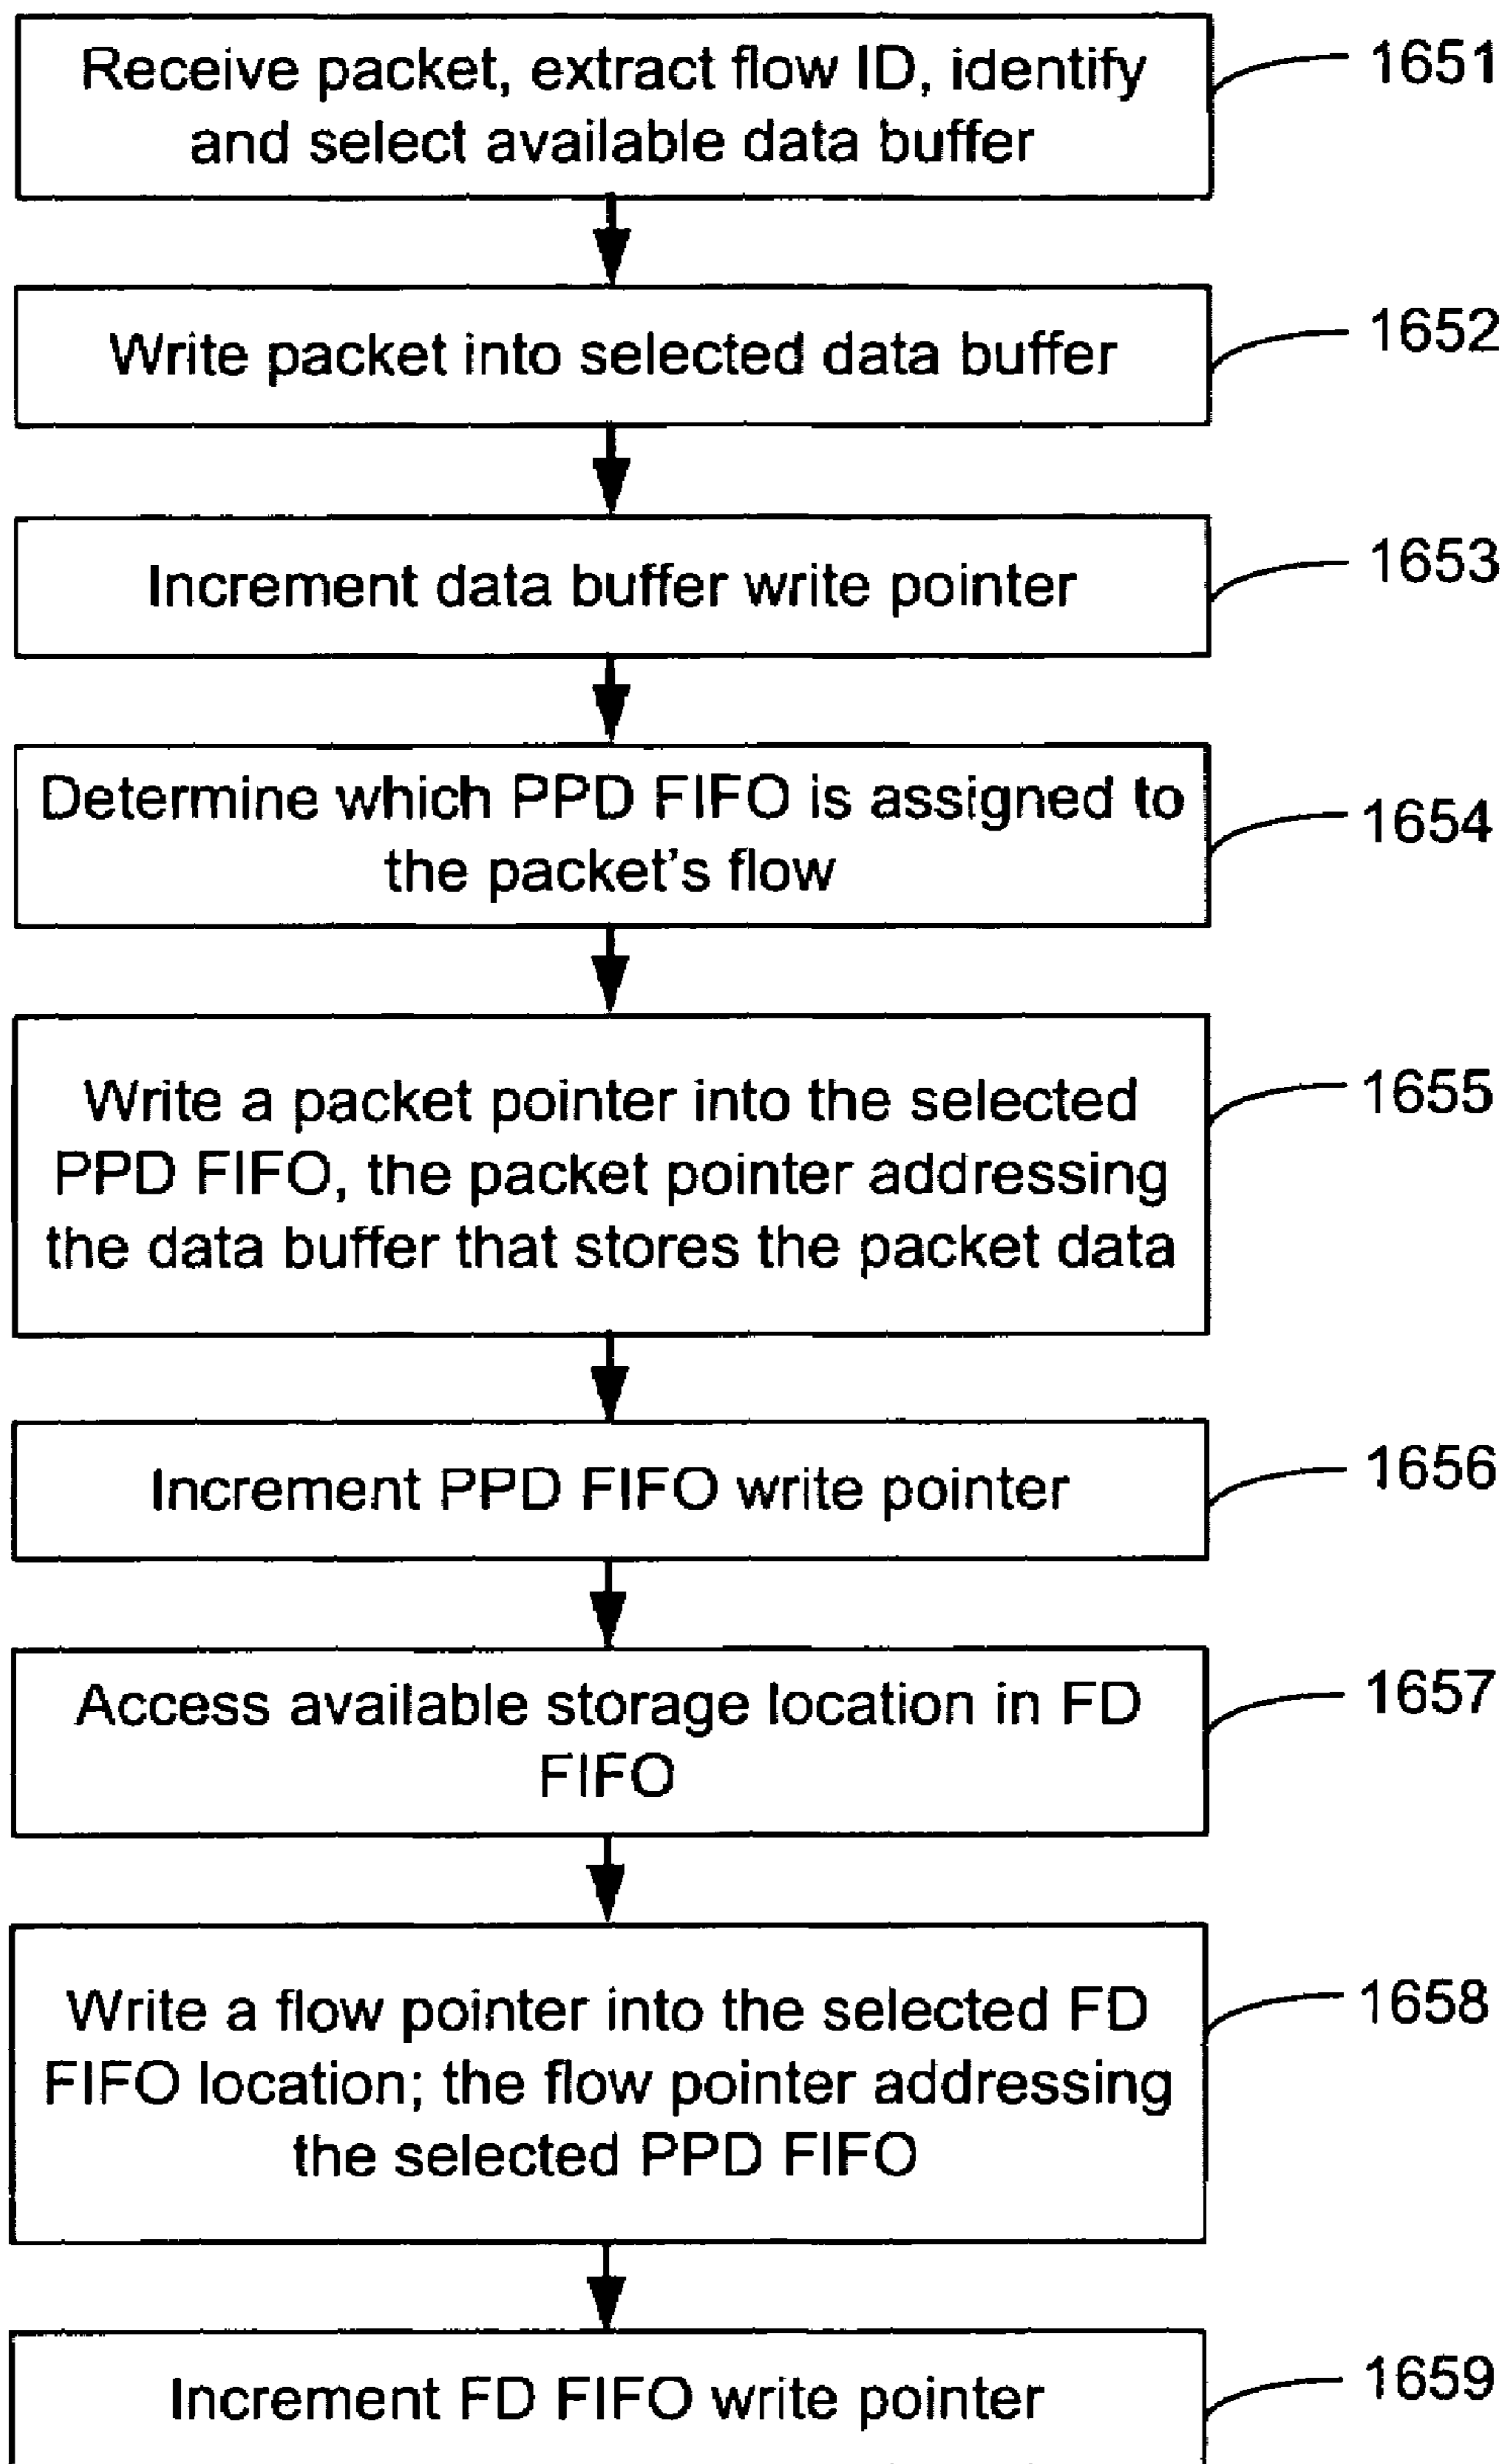 Receive packet, extract flow ID, identify
and select available data buffer
1651
Write packet into selected data buffer
1652
Increment data buffer write pointer
1653
Determine which PPD FIFO is assigned to
the packet's flow
1654
Write a packet pointer into the selected
PPD FIFO, the packet pointer addressing
the data buffer that stores the packet data
1655
Increment PPD FIFO write pointer
1656
Access available storage location in FD
FIFO
1657
Write a flow pointer into the selected FD
FIFO location; the flow pointer addressing
the selected PPD FIFO
1658
Increment FD FIFO write pointer
1659